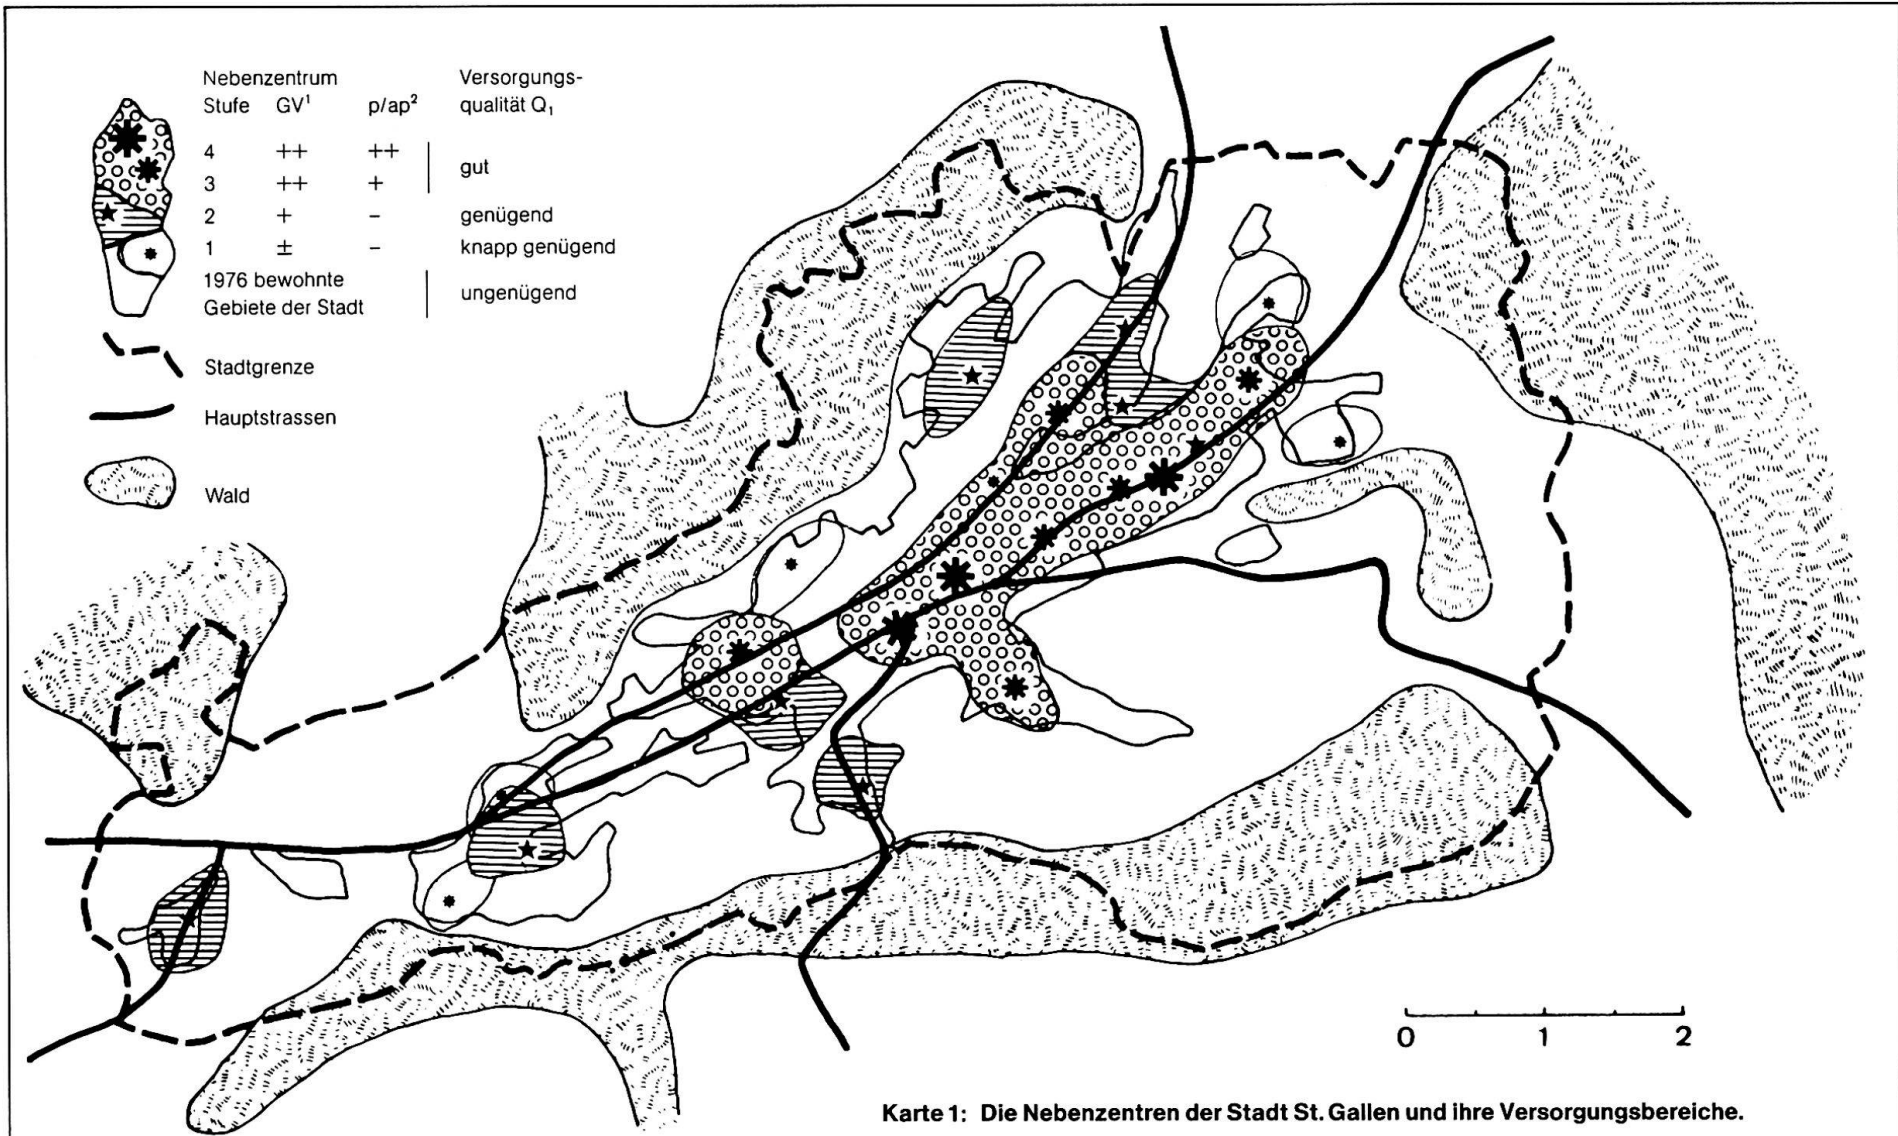 Nebenzentrum Versorgungs-
Stufe GV¹ p/ap² qualität Q₁
4 ++ ++
gut
3 ++ +
2 + – genügend
1 ± – knapp genügend
1976 bewohnte
ungenügend
Gebiete der Stadt
Stadtgrenze
Hauptstrassen
Wald
0 1 2
Karte 1: Die Nebenzentren der Stadt St. Gallen und ihre Versorgungsbereiche.